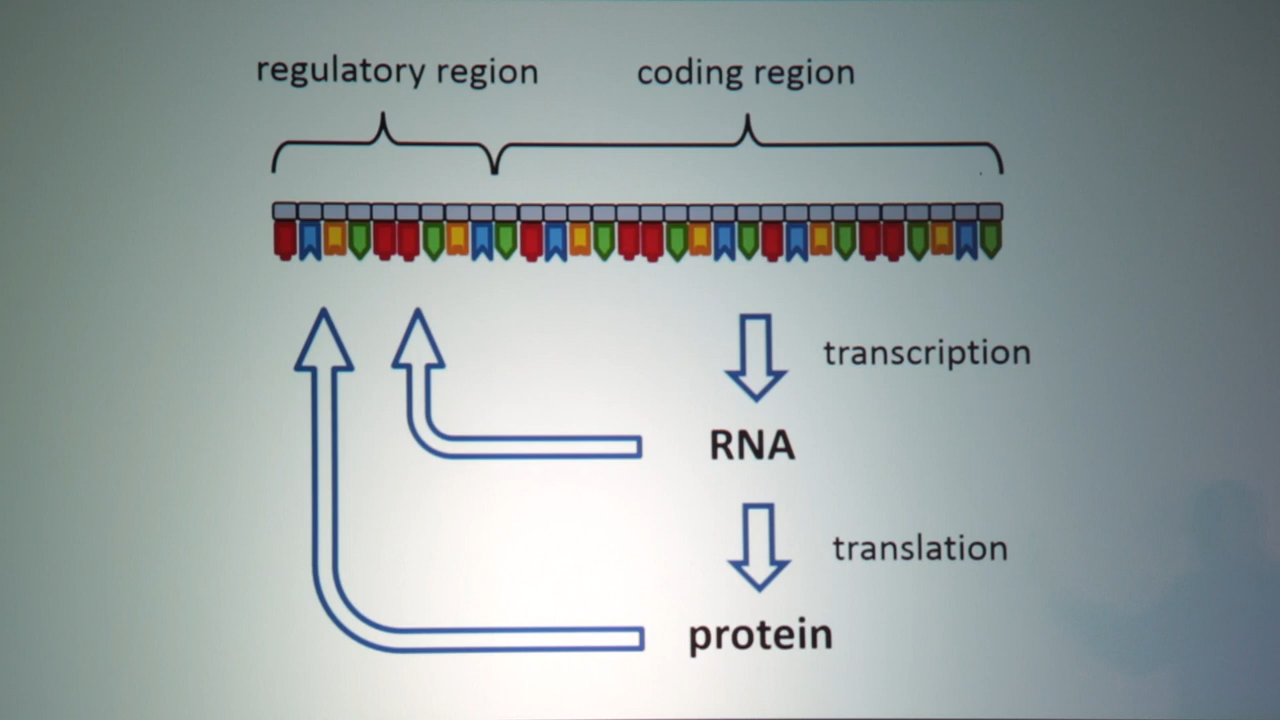 regulatory region
coding region
transcription
RNA
translation
protein